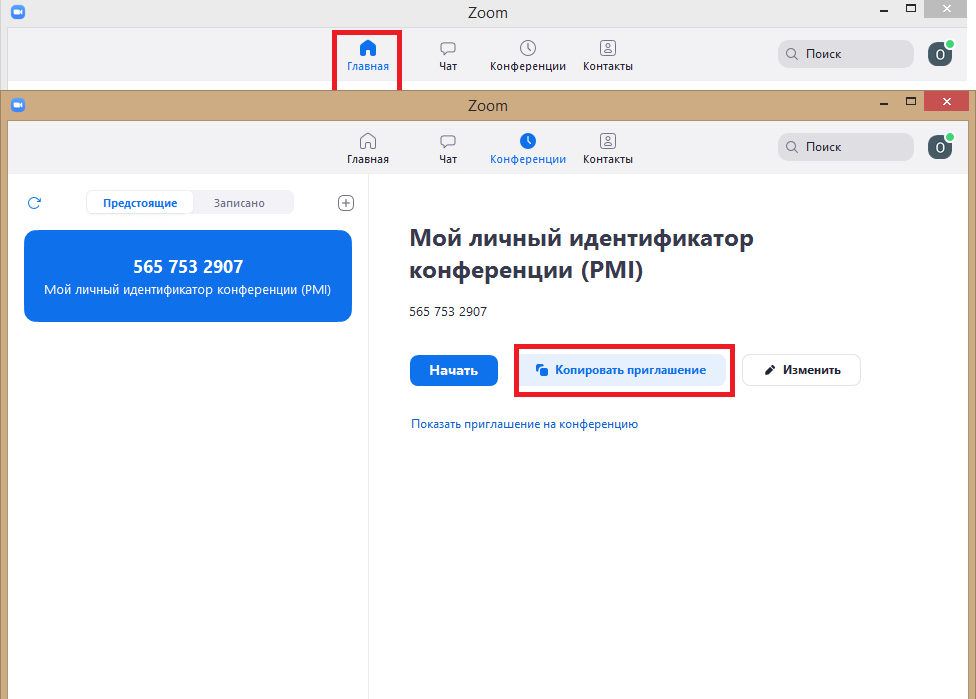 Zoom
Главная
Чат
Конференции
Контакты
Поиск
O
Zoom
Главная
Чат
Конференции
Контакты
Поиск
O
Предстоящие
Записано
565 753 2907
Мой личный идентификатор конференции (PMI)
Мой личный идентификатор
конференции (PMI)
565 753 2907
Начать
Копировать приглашение
Изменить
Показать приглашение на конференцию